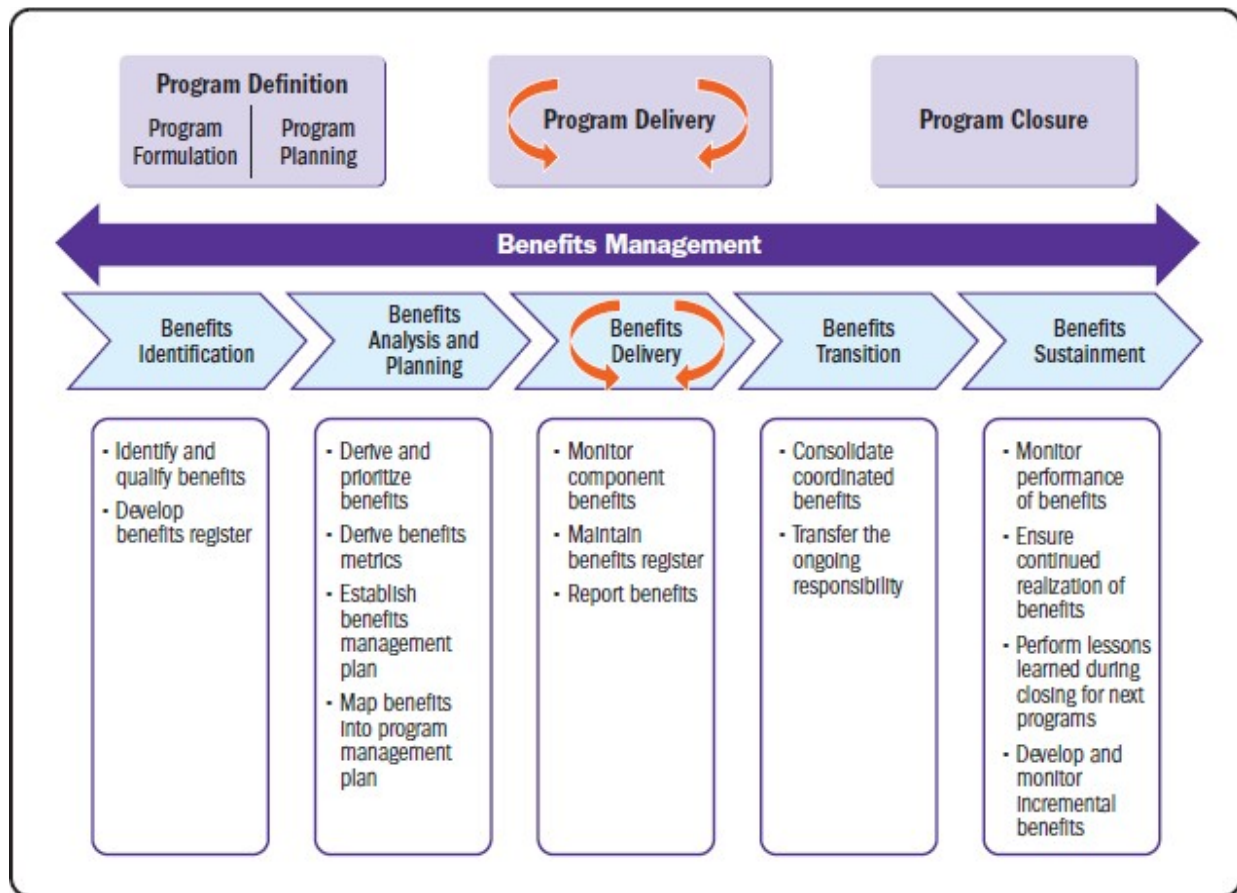 Program Definition
Program
Formulation
Program
Planning
Program Delivery
Program Closure
Benefits Management
Benefits
Identification
Benefits
Analysis and
Planning
Benefits
Delivery
Benefits
Transition
Benefits
Sustainment
• Identify and
qualify benefits
• Develop
benefits register
• Derive and
prioritize
benefits
• Derive benefits
metrics
• Establish
benefits
management
plan
• Map benefits
into program
management
plan
• Monitor
component
benefits
• Maintain
benefits register
• Report benefits
• Consolidate
coordinated
benefits
• Transfer the
ongoing
responsibility
• Monitor
performance
of benefits
• Ensure
continued
realization of
benefits
• Perform lessons
learned during
closing for next
programs
• Develop and
monitor
incremental
benefits